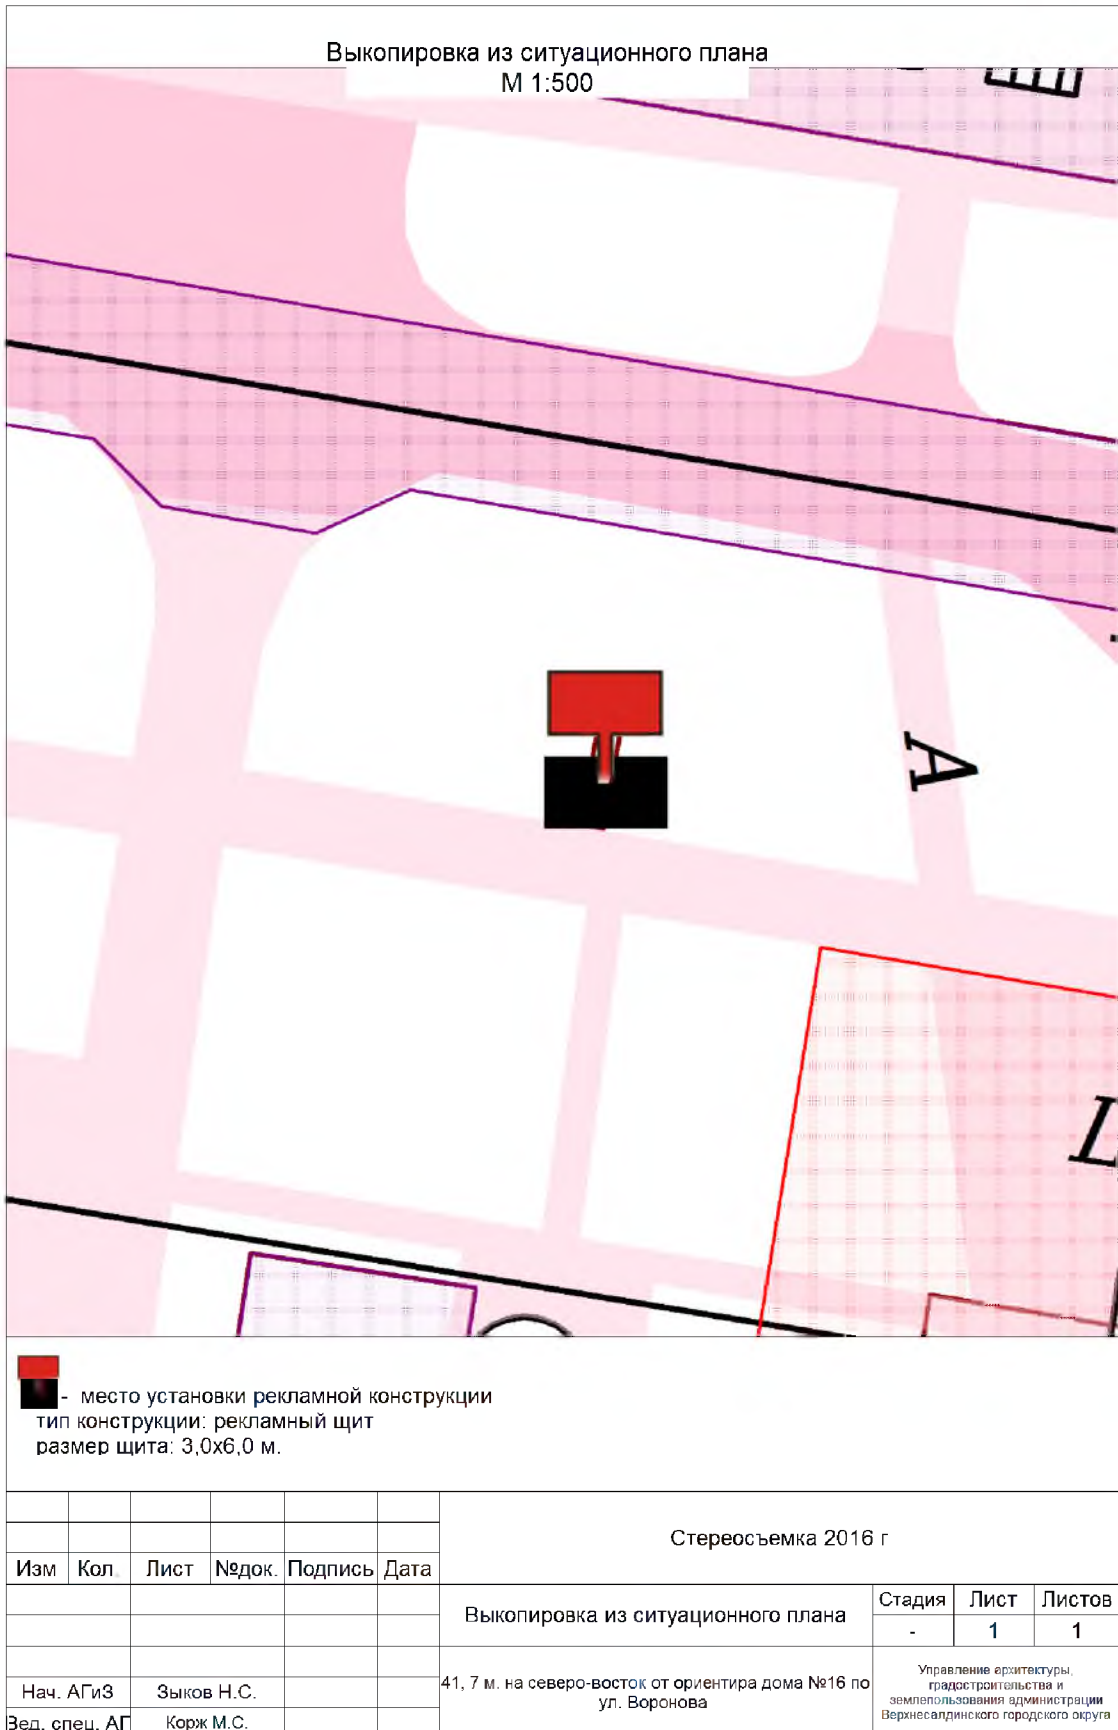 Выкопировка из ситуационного плана
М 1:500
А
- место установки рекламной конструкции
тип конструкции: рекламный щит
размер щита: 3,0х6,0 м.
Стереосъемка 2016 г
Изм Кол. Лист №док. Подпись Дата
Выкопировка из ситуационного плана
Стадия Лист Листов
- 1 1
Нач. АГиЗ Зыков Н.С.
Вед. спец. АГ Корж М.С.
41, 7 м. на северо-восток от ориентира дома №16 по
ул. Воронова
Управление архитектуры,
градостроительства и
землепользования администрации
Верхнесалдинского городского округа